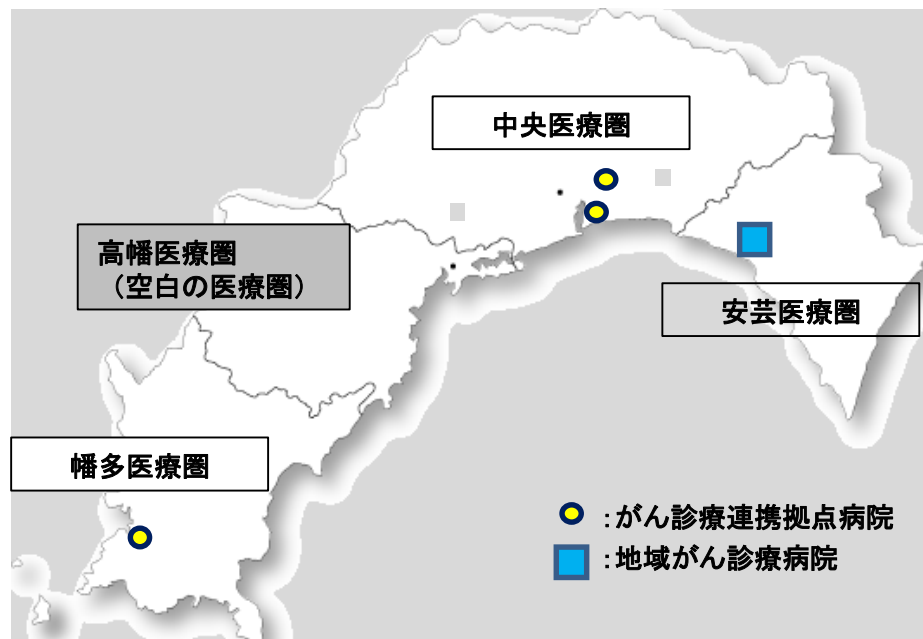 中央医療圏
高幡医療圏
（空白の医療圏）
安芸医療圏
幡多医療圏
：がん診療連携拠点病院
：地域がん診療病院